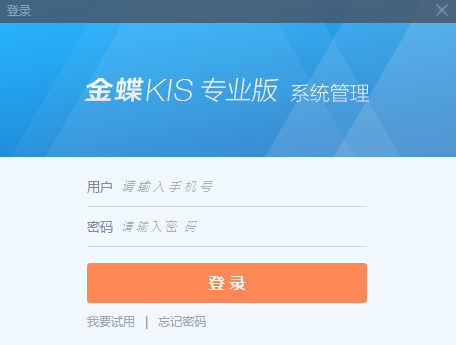 登录
金蝶KIS 专业版 系统管理
用户 请输入手机号
密码 请输入密码
登录
我要试用 | 忘记密码